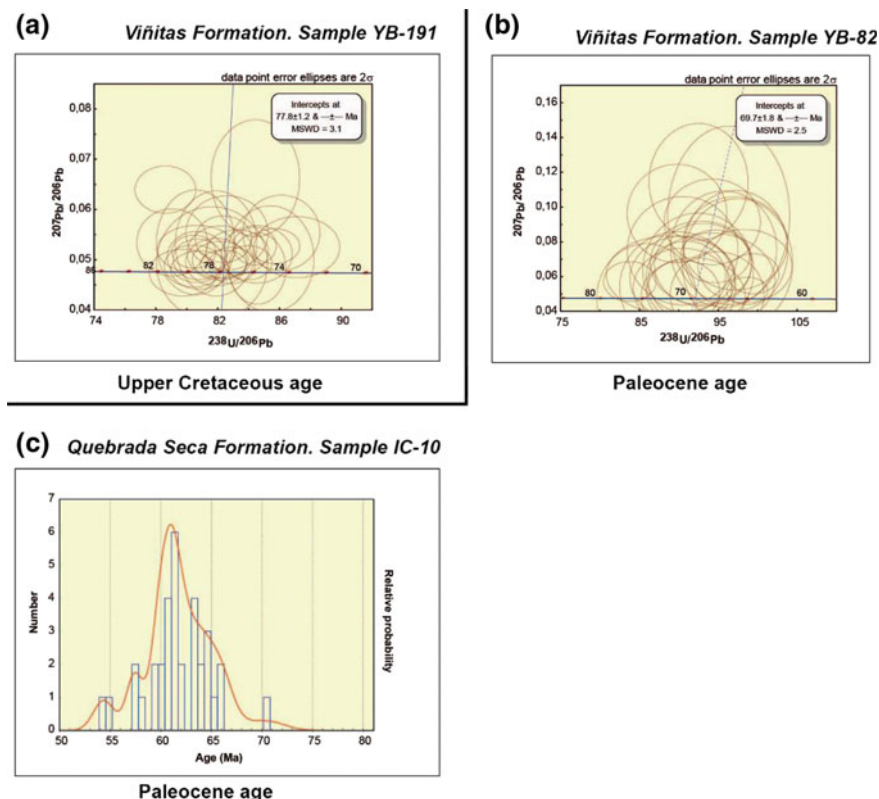 (a)
Viñitas Formation. Sample YB-191
data point error ellipses are 2σ
Intercepts at
77.8±1.2 & —±— Ma
MSWD = 3.1
0,08
0,07
0,06
0,05
0,04
207Pb/206Pb
86
82
78
74
70
74
78
82
86
90
238U/206Pb
Upper Cretaceous age
(b)
Viñitas Formation. Sample YB-82
data point error ellipses are 2σ
Intercepts at
69.7±1.8 & —±— Ma
MSWD = 2.5
0,16
0,14
0,12
0,10
0,08
0,06
0,04
207Pb/206Pb
80
70
60
75
85
95
105
238U/206Pb
Paleocene age
(c)
Quebrada Seca Formation. Sample IC-10
7
6
5
4
3
2
1
0
Number
Relative probability
50
55
60
65
70
75
80
Age (Ma)
Paleocene age